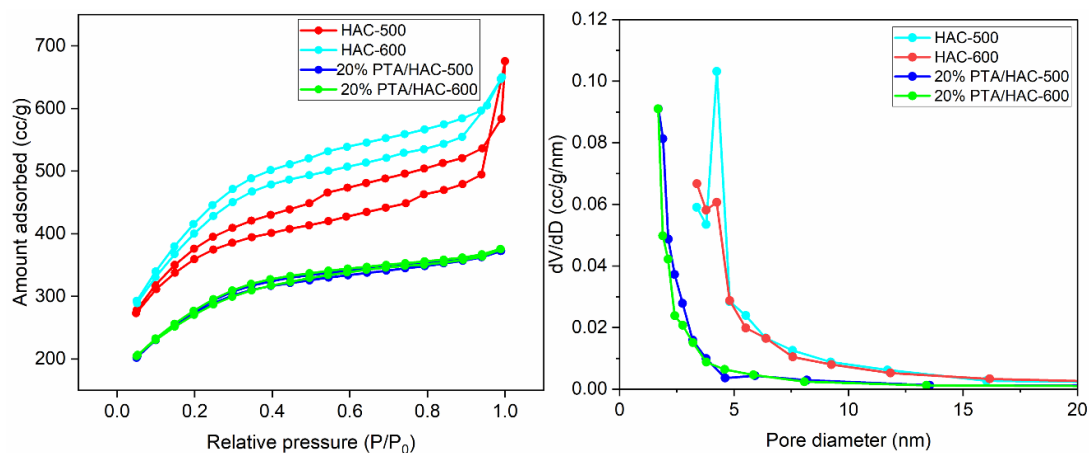 700
600
500
400
300
200
0.0
0.2
0.4
0.6
0.8
1.0
Amount adsorbed (cc/g)
Relative pressure (P/P0)
HAC-500
HAC-600
20% PTA/HAC-500
20% PTA/HAC-600
0.12
0.10
0.08
0.06
0.04
0.02
0.00
0
5
10
15
20
dV/dD (cc/g/nm)
Pore diameter (nm)
HAC-500
HAC-600
20% PTA/HAC-500
20% PTA/HAC-600